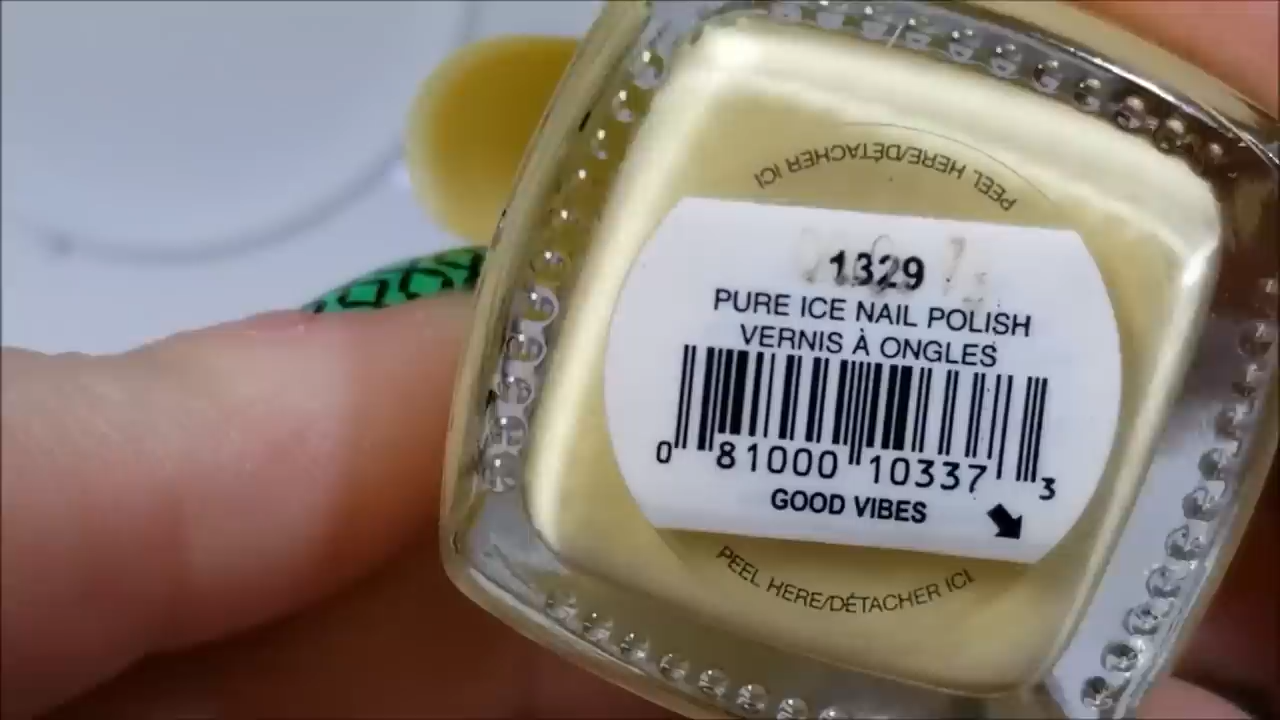 PEEL HERE/DÉTACHER ICI
1329
PURE ICE NAIL POLISH
VERNIS À ONGLES
0 81000 10337 3
GOOD VIBES
PEEL HERE/DÉTACHER ICI